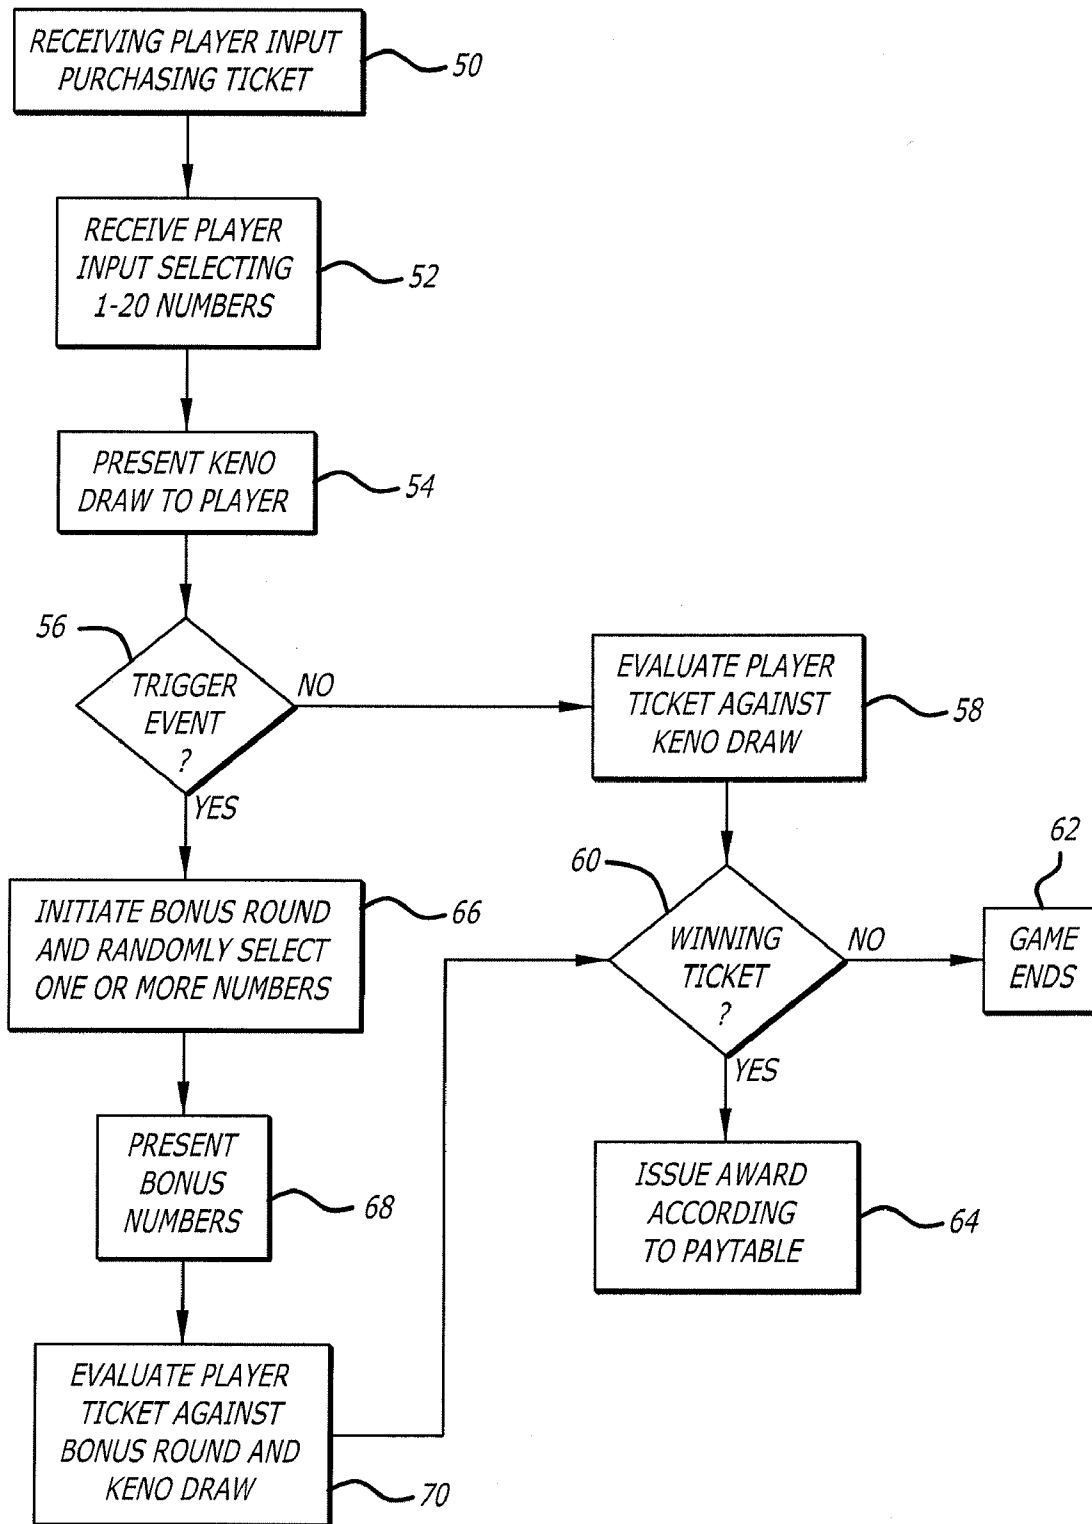 RECEIVING PLAYER INPUT
PURCHASING TICKET
50
RECEIVE PLAYER
INPUT SELECTING
1-20 NUMBERS
52
PRESENT KENO
DRAW TO PLAYER
54
56
TRIGGER
EVENT
?
NO
YES
EVALUATE PLAYER
TICKET AGAINST
KENO DRAW
58
60
WINNING
TICKET
?
NO
YES
62
GAME
ENDS
INITIATE BONUS ROUND
AND RANDOMLY SELECT
ONE OR MORE NUMBERS
66
PRESENT
BONUS
NUMBERS
68
ISSUE AWARD
ACCORDING
TO PAYTABLE
64
EVALUATE PLAYER
TICKET AGAINST
BONUS ROUND AND
KENO DRAW
70